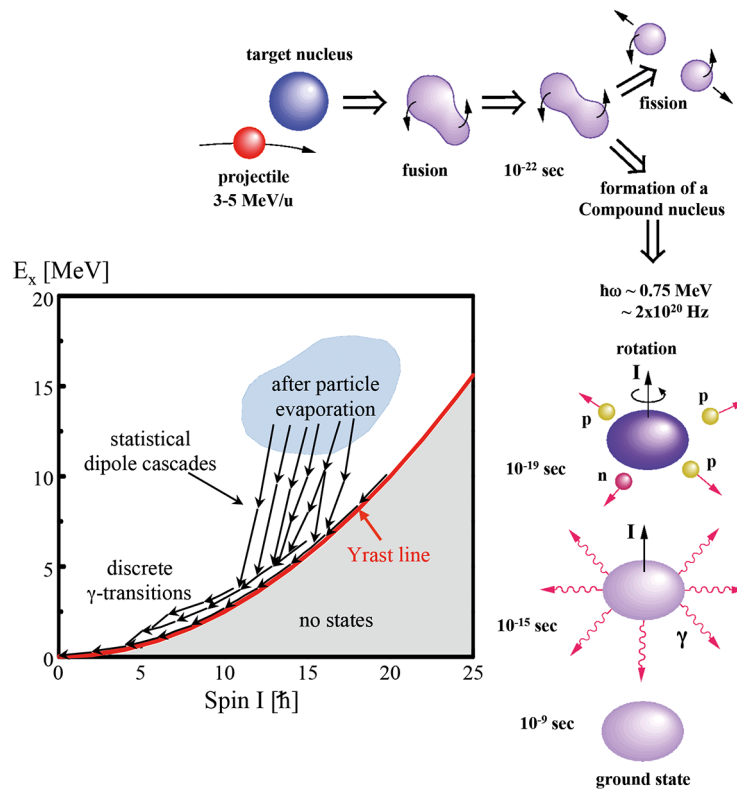 target nucleus
projectile
3-5 MeV/u
fusion
10-22 sec
fission
formation of a
Compound nucleus
ħω ~ 0.75 MeV
~ 2x1020 Hz
rotation
I
p
p
n
p
10-19 sec
I
10-15 sec
γ
10-9 sec
ground state
Ex [MeV]
20
15
10
5
0
after particle
evaporation
statistical
dipole cascades
Yrast line
discrete
γ-transitions
no states
0
5
10
15
20
25
Spin I [ħ]